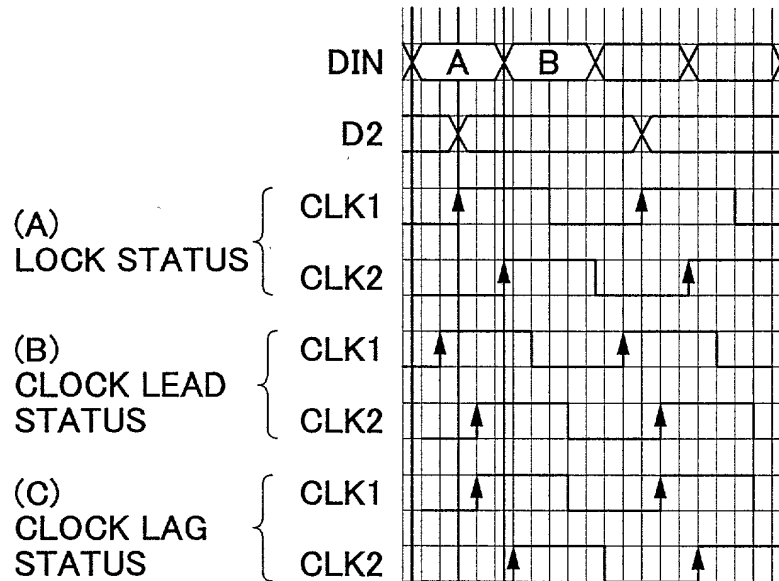 DIN A B
D2
(A)
LOCK STATUS
CLK1
CLK2
(B)
CLOCK LEAD
STATUS
CLK1
CLK2
(C)
CLOCK LAG
STATUS
CLK1
CLK2